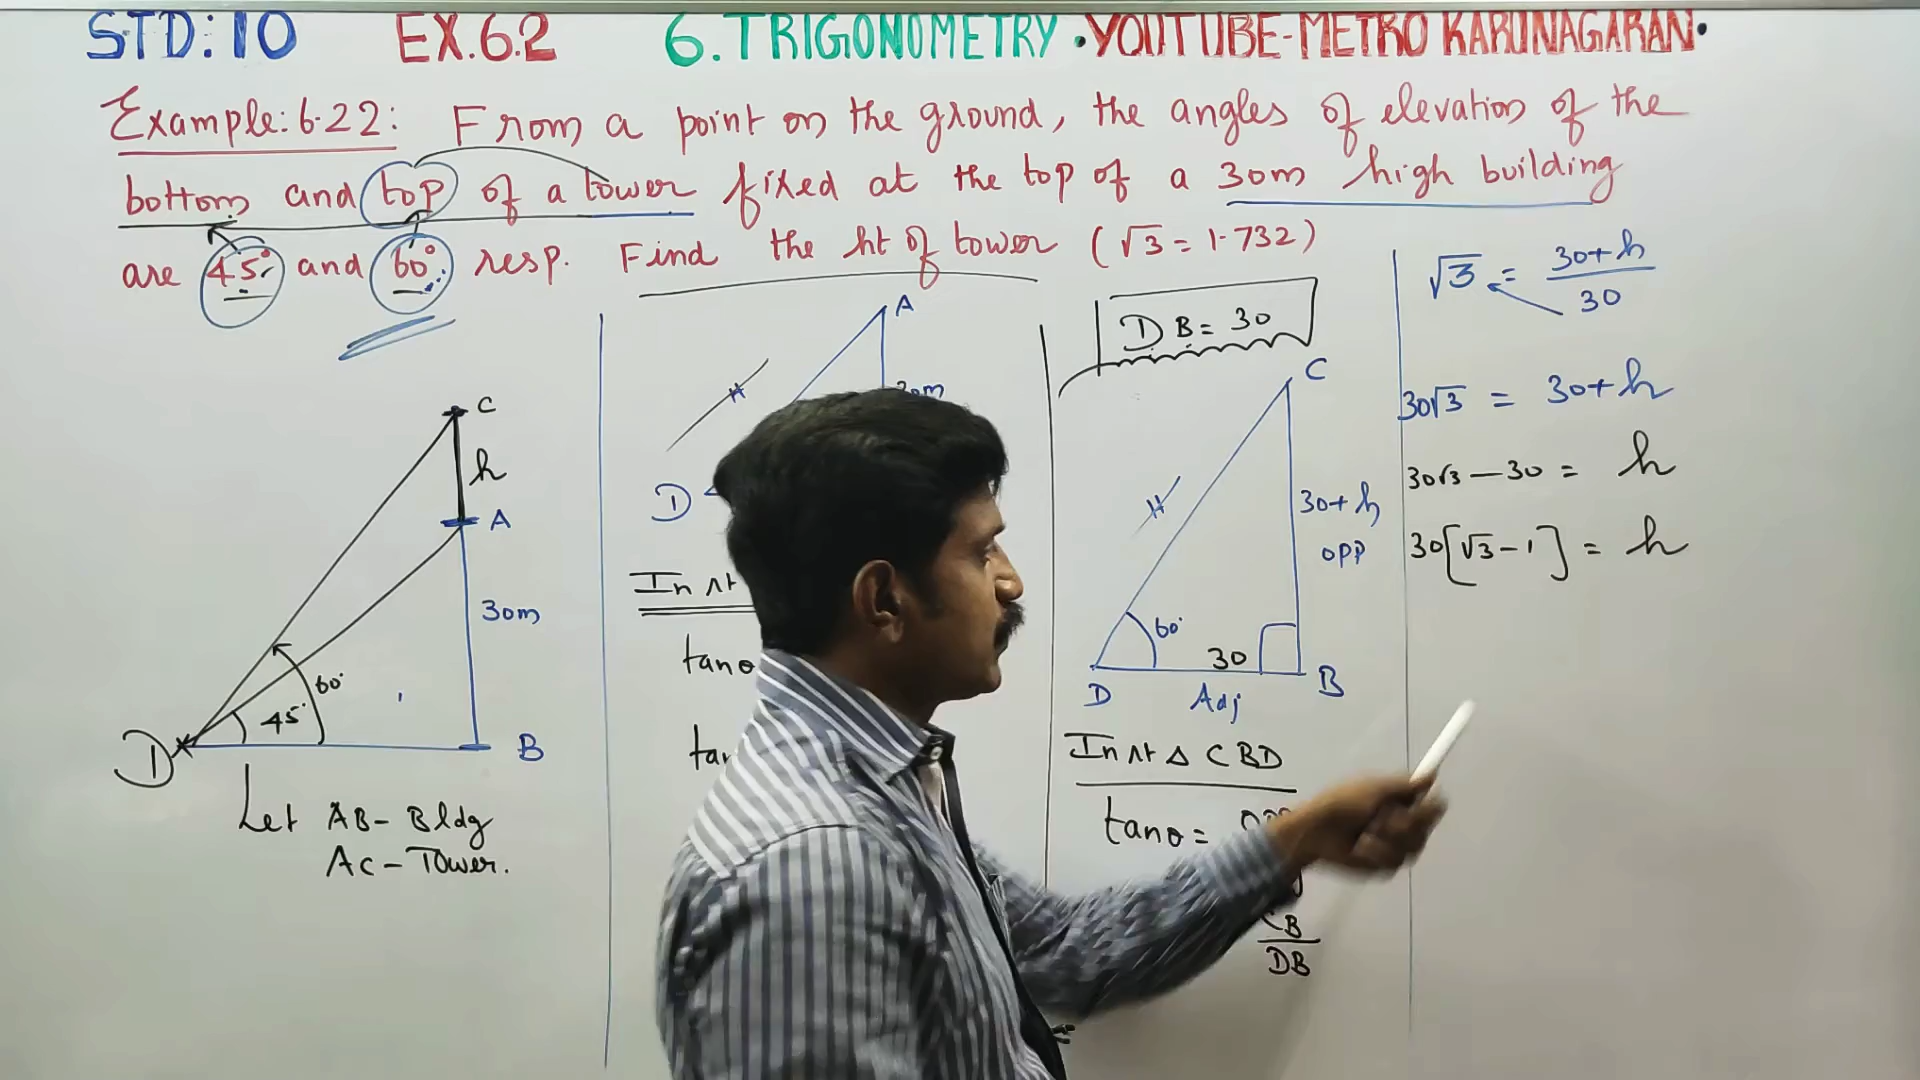 STD:10 EX.6.2 6.TRIGONOMETRY •YOUTUBE-METRO KARUNAGARAN•
Example:6.22: From a point on the ground, the angles of elevation of the
bottom and top of a tower fixed at the top of a 30m high building
are 45° and 60° resp. Find the ht of tower (√3=1.732)
C
h
A
30m
60°
45°
D
B
Let AB-Bldg
AC-Tower.
A
H
30m
D
In rt
tanθ
DB=30
C
H
30+h
opp
60°
30
D
Adj
B
In rt Δ CBD
tanθ=
CB
DB
√3 = 30+h
30
30√3 = 30+h
30√3-30 = h
30[√3-1] = h